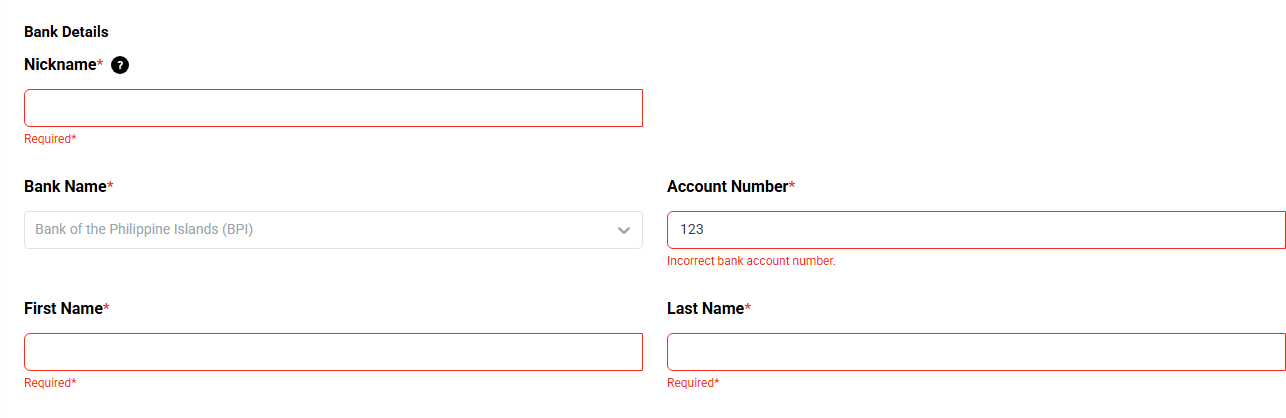 Bank Details
Nickname* ?
Required*
Bank Name*
Account Number*
Bank of the Philippine Islands (BPI)
123
Incorrect bank account number.
First Name*
Last Name*
Required*
Required*